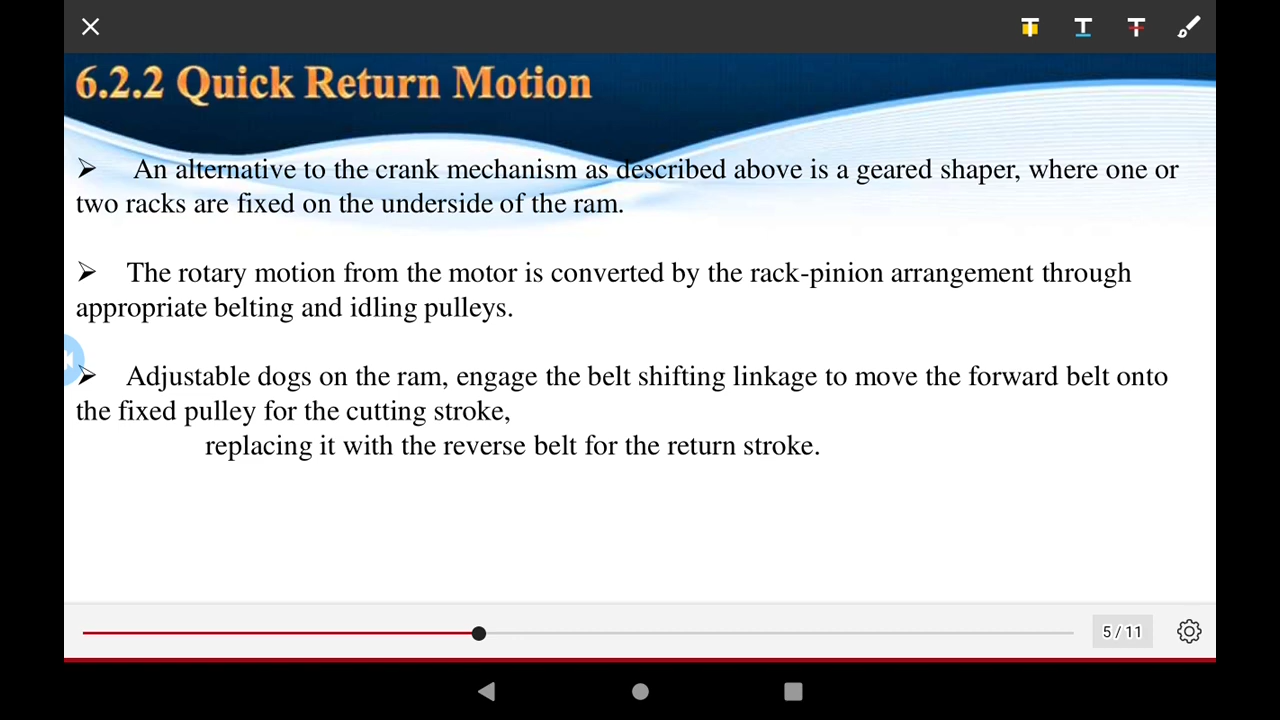 6.2.2 Quick Return Motion
➢ An alternative to the crank mechanism as described above is a geared shaper, where one or
two racks are fixed on the underside of the ram.
➢ The rotary motion from the motor is converted by the rack-pinion arrangement through
appropriate belting and idling pulleys.
➢ Adjustable dogs on the ram, engage the belt shifting linkage to move the forward belt onto
the fixed pulley for the cutting stroke,
replacing it with the reverse belt for the return stroke.
5 / 11